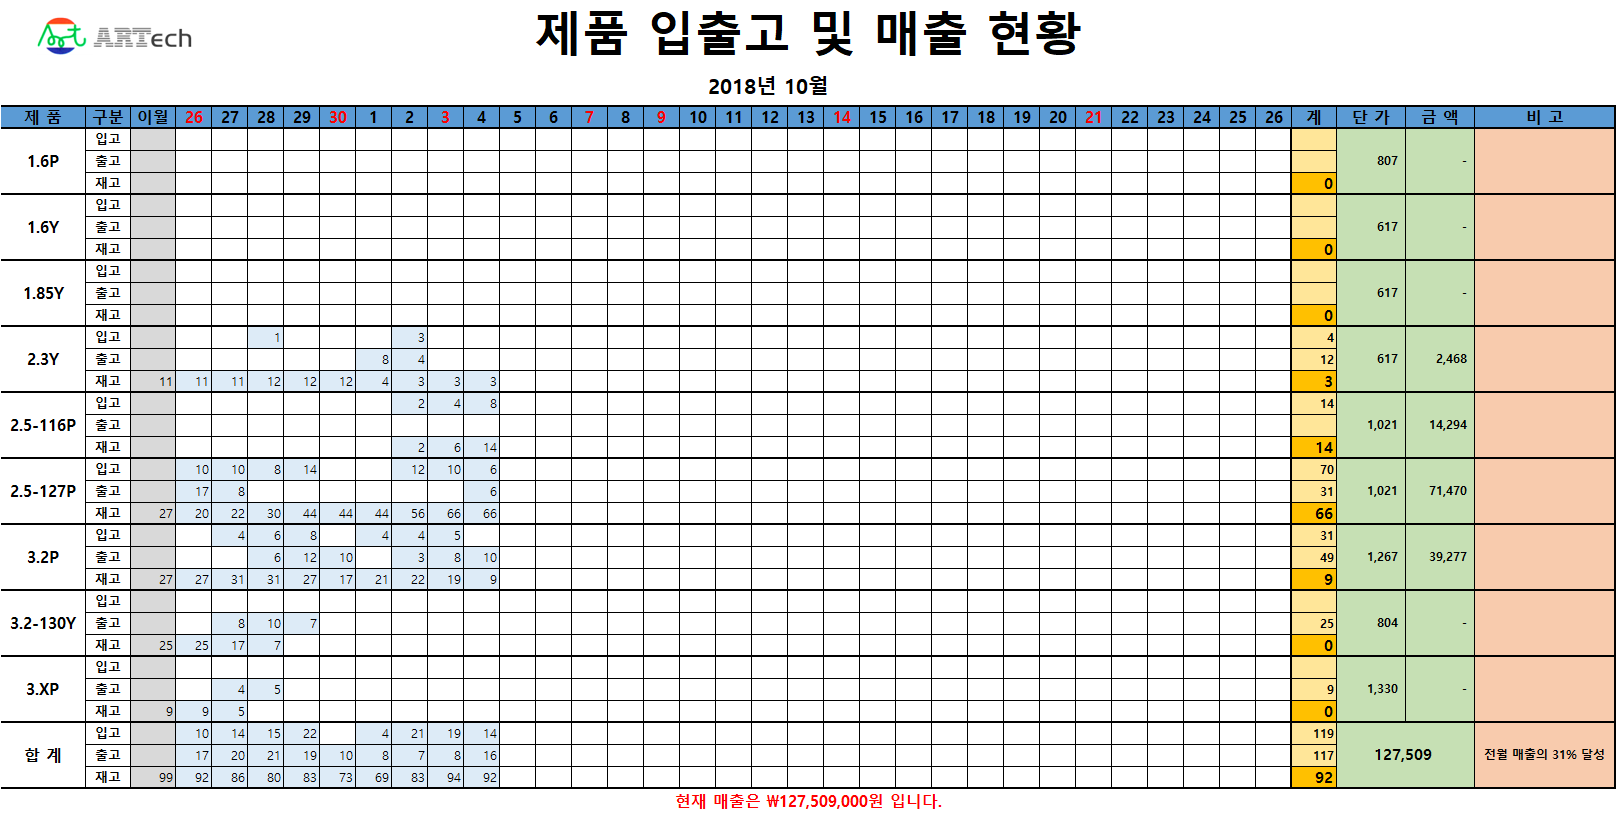 Art ARTech
제품 입출고 및 매출 현황
2018년 10월
제 품 구분 이월 26 27 28 29 30 1 2 3 4 5 6 7 8 9 10 11 12 13 14 15 16 17 18 19 20 21 22 23 24 25 26 계 단 가 금 액 비 고
1.6P 입고
출고 807 -
재고 0
1.6Y 입고
출고 617 -
재고 0
1.85Y 입고
출고 617 -
재고 0
2.3Y 입고 1 3 4
출고 8 4 12 617 2,468
재고 11 11 11 12 12 12 4 3 3 3 3
2.5-116P 입고 2 4 8 14
출고 1,021 14,294
재고 2 6 14 14
2.5-127P 입고 10 10 8 14 12 10 6 70
출고 17 8 6 31 1,021 71,470
재고 27 20 22 30 44 44 44 56 66 66 66
3.2P 입고 4 6 8 4 4 5 31
출고 6 12 10 3 8 10 49 1,267 39,277
재고 27 27 31 31 27 17 21 22 19 9 9
3.2-130Y 입고
출고 8 10 7 25 804 -
재고 25 25 17 7 0
3.XP 입고
출고 4 5 9 1,330 -
재고 9 9 5 0
합 계 입고 10 14 15 22 4 21 19 14 119
출고 17 20 21 19 10 8 7 8 16 117 127,509 전월 매출의 31% 달성
재고 99 92 86 80 83 73 69 83 94 92 92
현재 매출은 ₩127,509,000원 입니다.